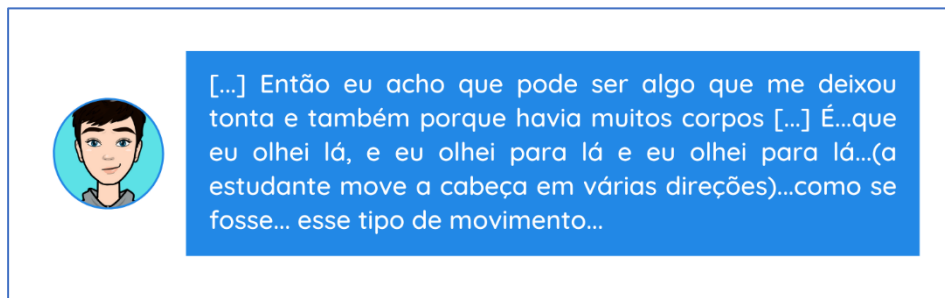 [...] Então eu acho que pode ser algo que me deixou
tonta e também porque havia muitos corpos [...] É...que
eu olhei lá, e eu olhei para lá e eu olhei para lá...(a
estudante move a cabeça em várias direções)...como se
fosse... esse tipo de movimento...